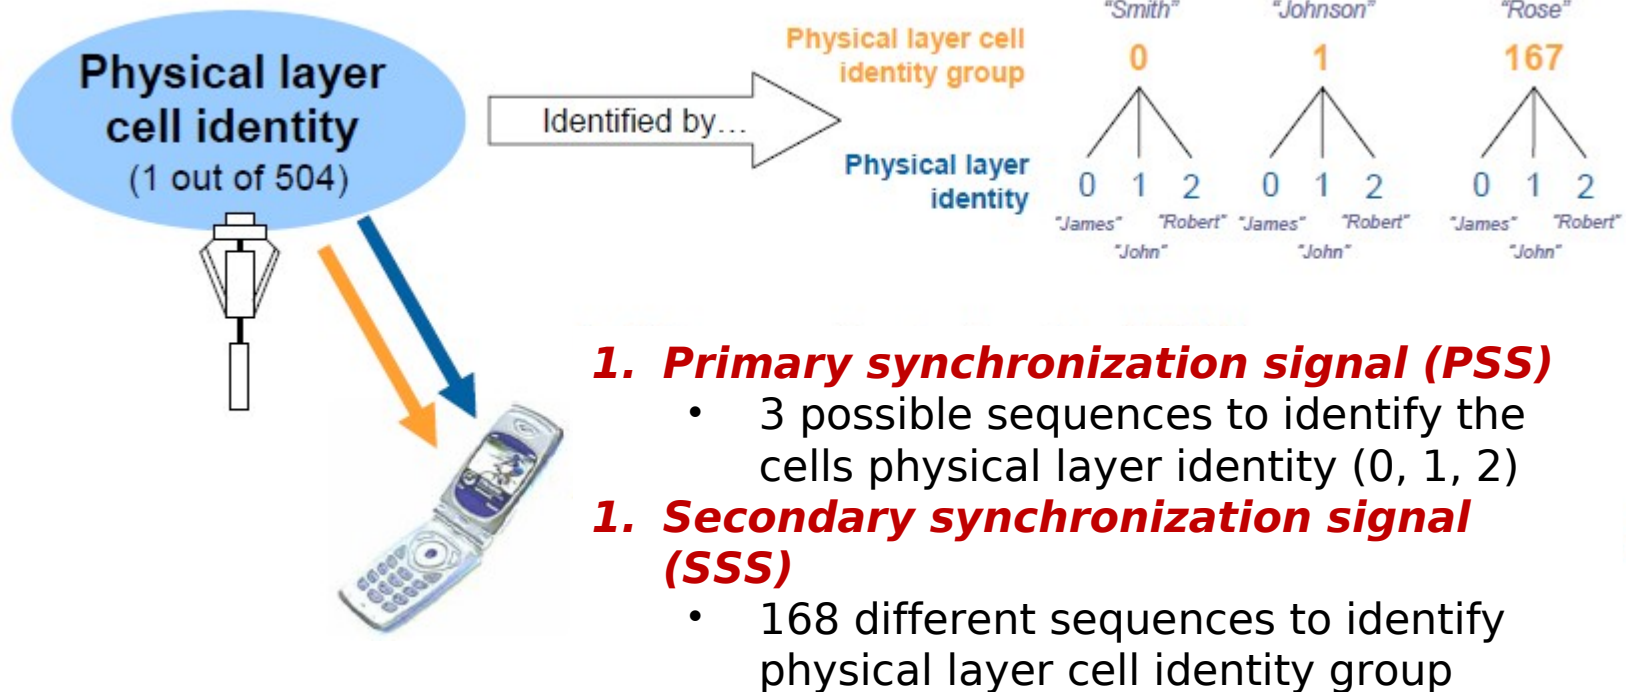 Physical layer
cell identity
(1 out of 504)
Identified by...
Physical layer cell
identity group
"Smith" "Johnson" "Rose"
0 1 167
Physical layer
identity
0 1 2 0 1 2 0 1 2
"James" "Robert" "James" "Robert" "James" "Robert"
"John" "John" "John"
1. Primary synchronization signal (PSS)
• 3 possible sequences to identify the
cells physical layer identity (0, 1, 2)
1. Secondary synchronization signal
(SSS)
• 168 different sequences to identify
physical layer cell identity group